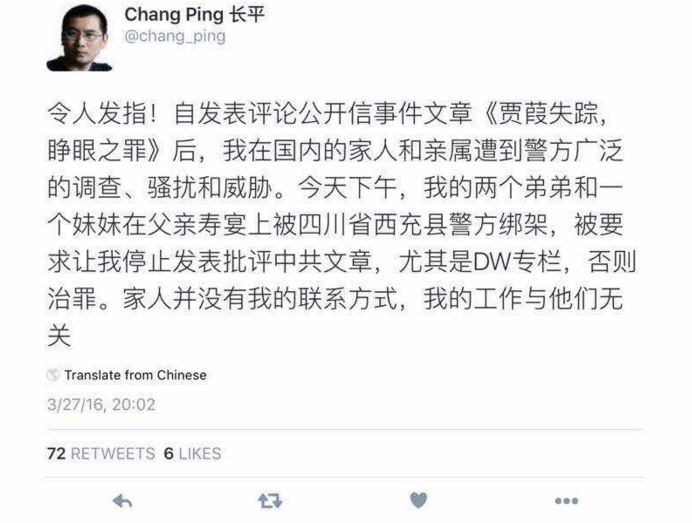 Chang Ping 长平
@chang_ping
令人发指！自发表评论公开信事件文章《贾葭失踪，
睁眼之罪》后，我在国内的家人和亲属遭到警方广泛
的调查、骚扰和威胁。今天下午，我的两个弟弟和一
个妹妹在父亲寿宴上被四川省西充县警方绑架，被要
求让我停止发表批评中共文章，尤其是DW专栏，否则
治罪。家人并没有我的联系方式，我的工作与他们无
关
Translate from Chinese
3/27/16, 20:02
72 RETWEETS 6 LIKES